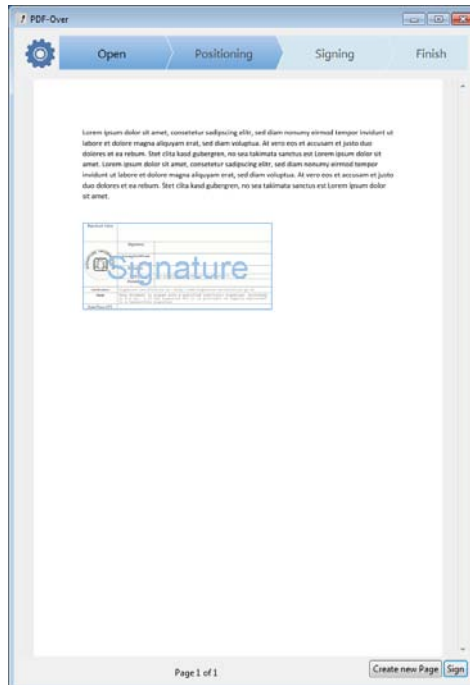 PDF-Over
Open Positioning Signing Finish
Lorem ipsum dolor sit amet, consetetur sadipscing elitr, sed diam nonumy eirmod tempor invidunt ut
labore et dolore magna aliquyam erat, sed diam voluptua. At vero eos et accusam et justo duo
dolores et ea rebum. Stet clita kasd gubergren, no sea takimata sanctus est Lorem ipsum dolor sit
amet. Lorem ipsum dolor sit amet, consetetur sadipscing elitr, sed diam nonumy eirmod tempor
invidunt ut labore et dolore magna aliquyam erat, sed diam voluptua. At vero eos et accusam et justo
duo dolores et ea rebum. Stet clita kasd gubergren, no sea takimata sanctus est Lorem ipsum dolor
sit amet.
Signature
Page 1 of 1
Create new Page Sign